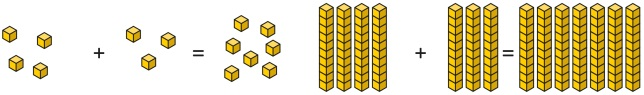 + = + =